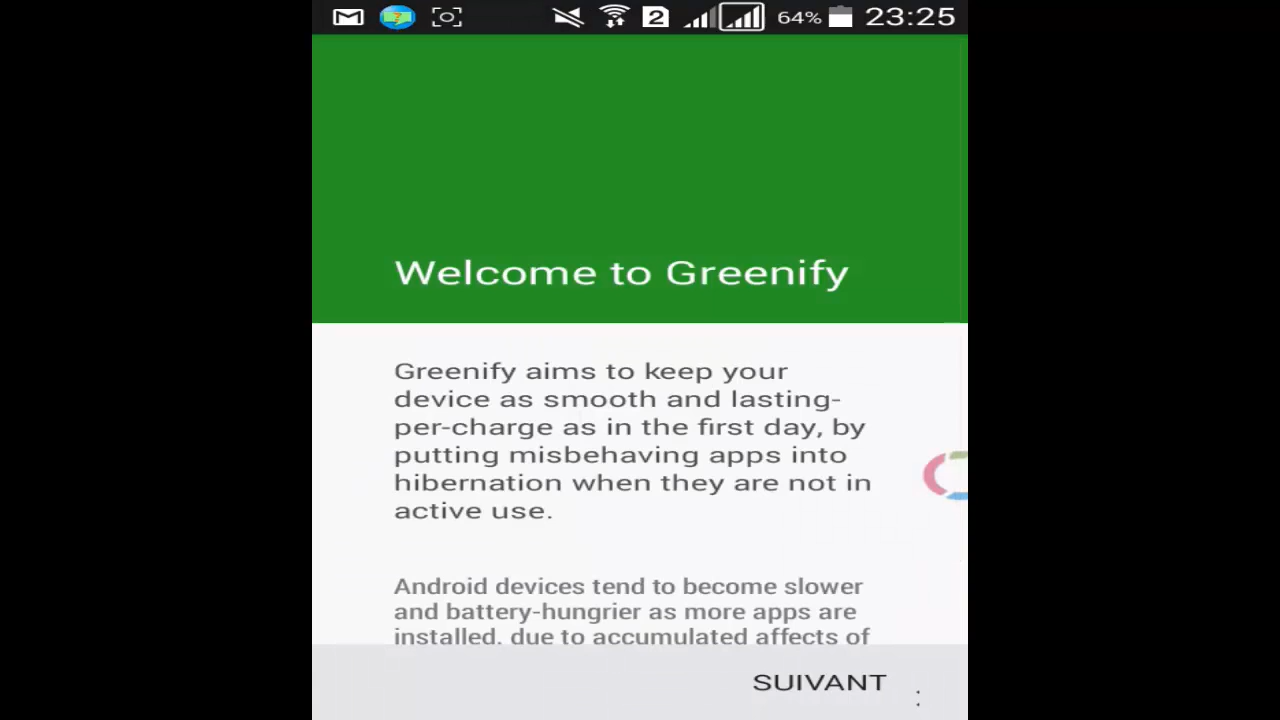 2 64% 23:25
Welcome to Greenify
Greenify aims to keep your
device as smooth and lasting-
per-charge as in the first day, by
putting misbehaving apps into
hibernation when they are not in
active use.
Android devices tend to become slower
and battery-hungrier as more apps are
installed, due to accumulated affects of
SUIVANT